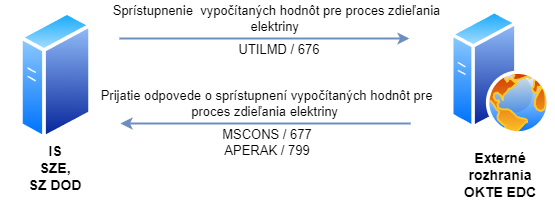 Sprístupnenie vypočítaných hodnôt pre proces zdieľania
elektriny
UTILMD / 676
Prijatie odpovede o sprístupnení vypočítaných hodnôt pre
proces zdieľania elektriny
MSCONS / 677
APERAK / 799
IS
SZE,
SZ DOD
Externé
rozhrania
OKTE EDC